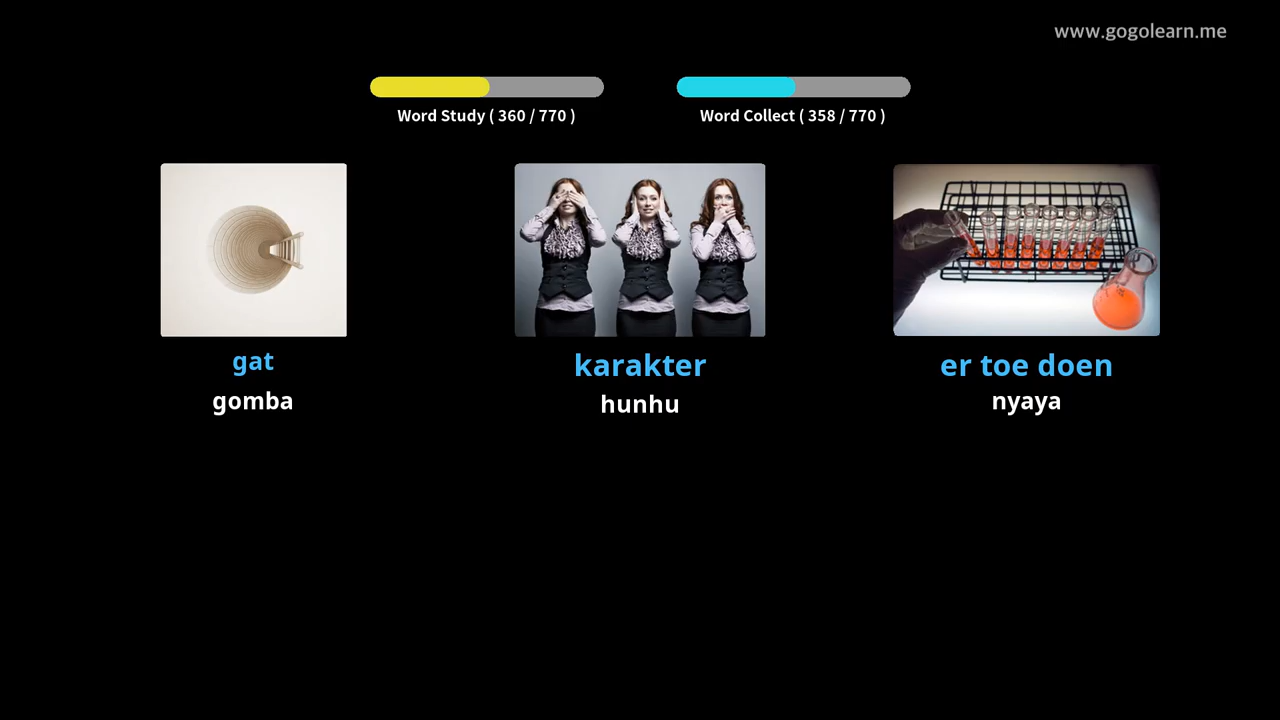 www.gogolearn.me
Word Study ( 360 / 770 )
Word Collect ( 358 / 770 )
gat
gomba
karakter
hunhu
er toe doen
nyaya